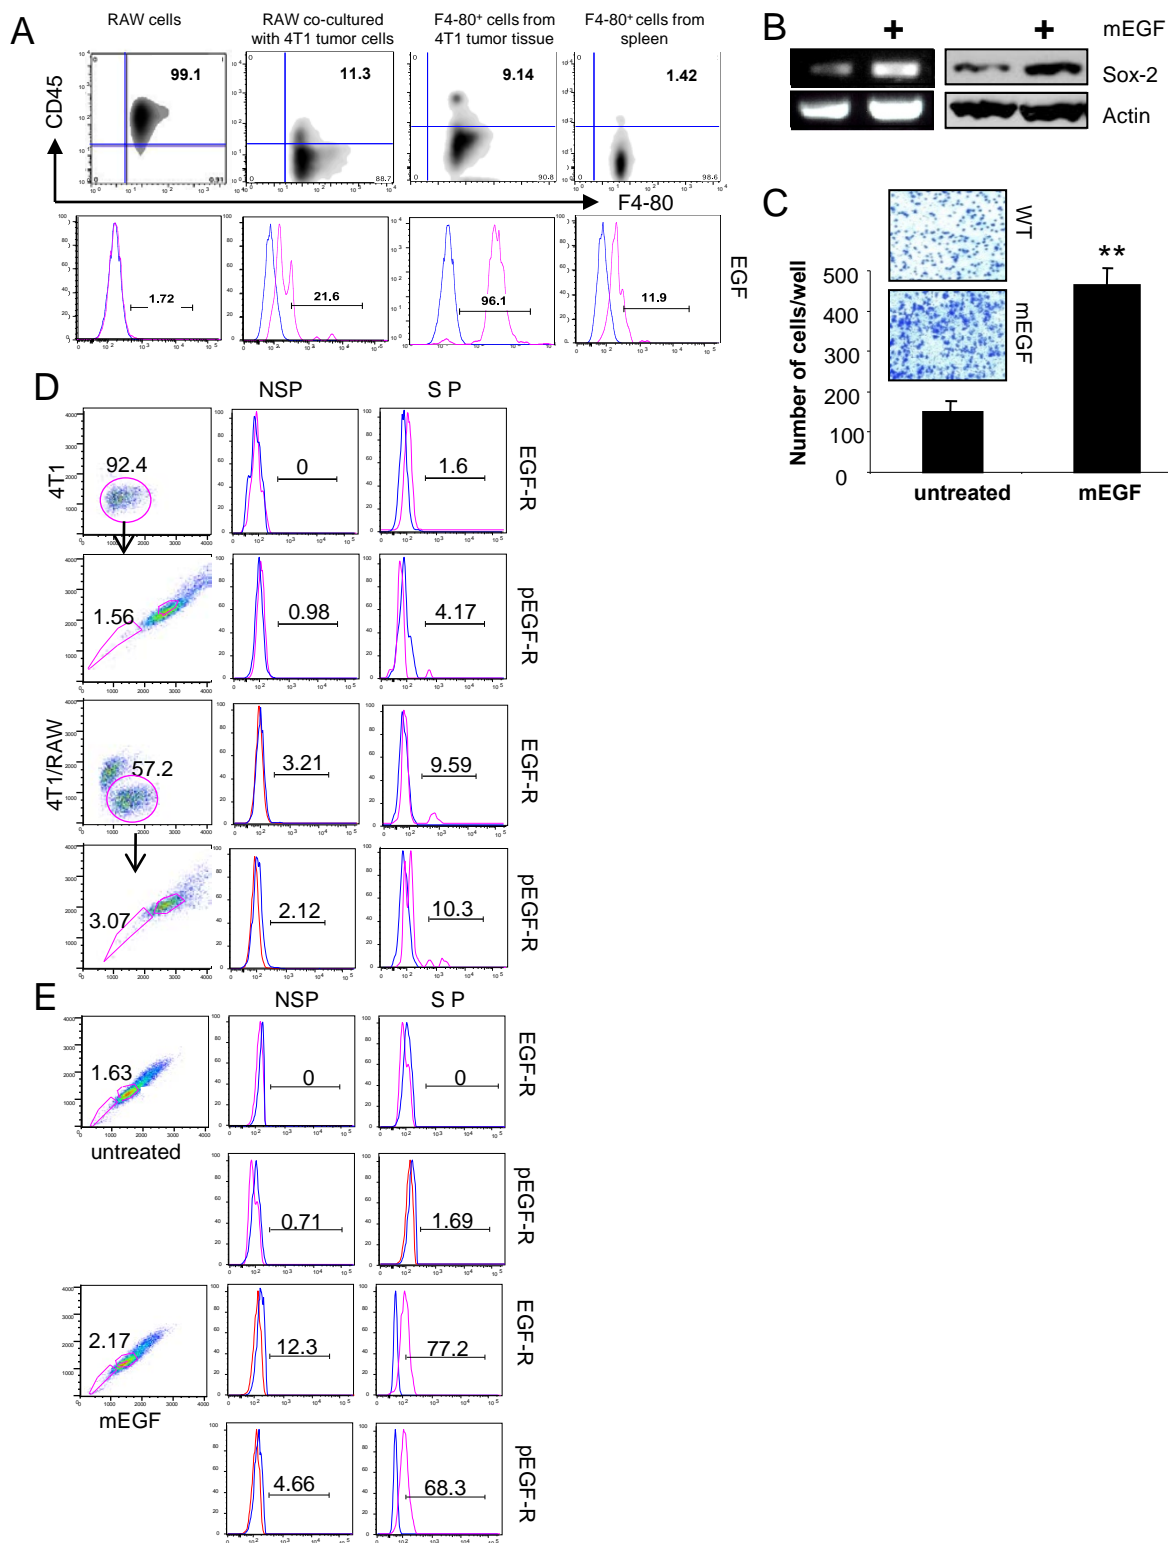 A
RAW cells
RAW co-cultured
with 4T1 tumor cells
F4-80+ cells from
4T1 tumor tissue
F4-80+ cells from
spleen
CD45
99.1
11.3
9.14
1.42
88.7
90.8
98.6
F4-80
1.72
21.6
96.1
11.9
EGF
B
+
+
mEGF
Sox-2
Actin
C
WT
mEGF
**
Number of cells/well
500
400
300
200
100
0
untreated
mEGF
D
NSP
S P
4T1
92.4
0
1.6
EGF-R
1.56
0.98
4.17
pEGF-R
4T1/RAW
57.2
3.21
9.59
EGF-R
3.07
2.12
10.3
pEGF-R
E
NSP
S P
1.63
0
0
EGF-R
untreated
0.71
1.69
pEGF-R
2.17
12.3
77.2
EGF-R
mEGF
4.66
68.3
pEGF-R